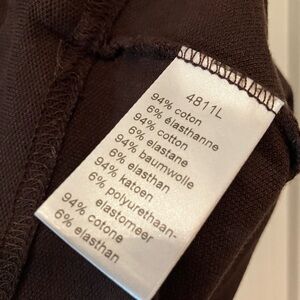 4811L
94% coton
6% élasthanne
94% cotton
6% elastane
94% baumwolle
6% elasthan
94% katoen
6% polyurethaan-
elastomeer
94% cotone
6% elasthan